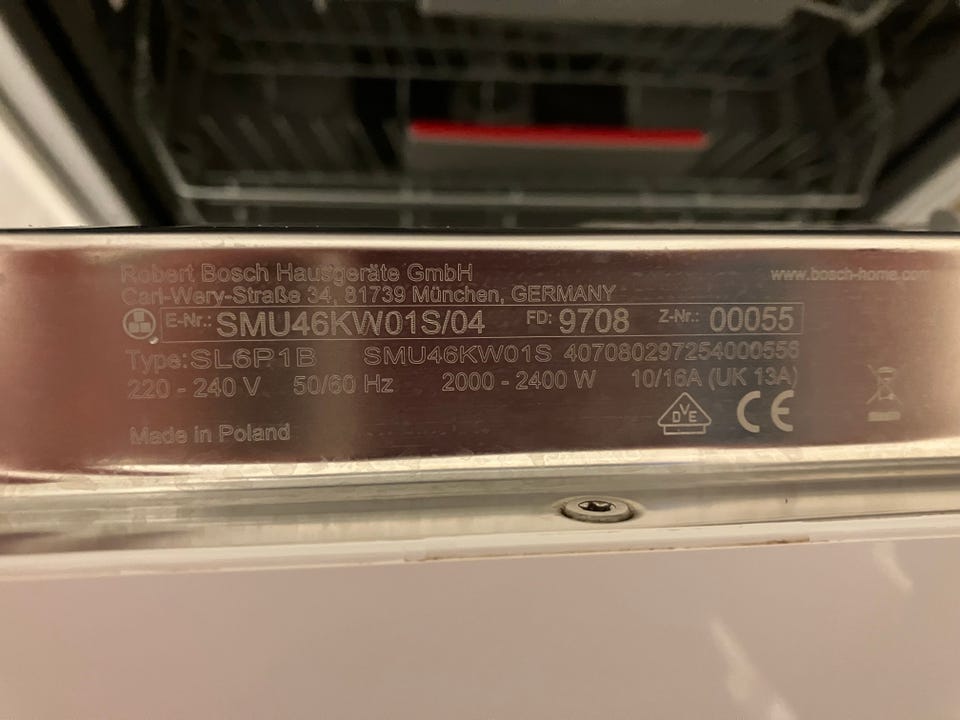 Robert Bosch Hausgeräte GmbH
www.bosch-home.com
Carl-Wery-Straße 34, 81739 München, GERMANY
E-Nr.: SMU46KW01S/04 FD: 9708 Z-Nr.: 00055
Type: SL6P1B SMU46KW01S 407080297254000556
220 - 240 V 50/60 Hz 2000 - 2400 W 10/16A (UK 13A)
DVE CE
Made in Poland